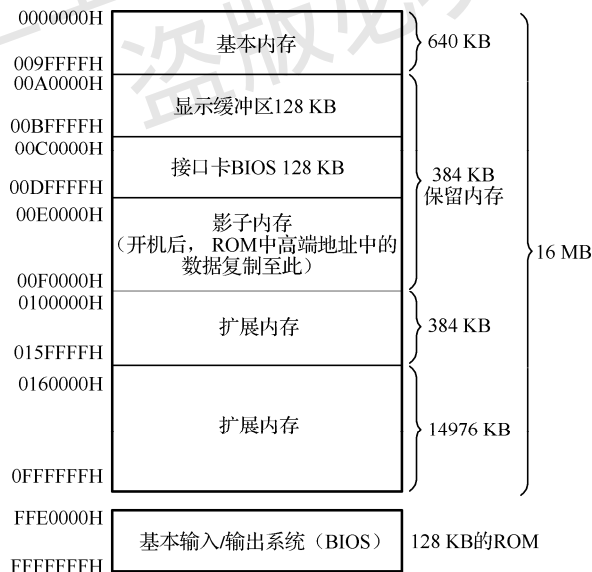 0000000H
基本内存
640 KB
009FFFFH
00A0000H
显示缓冲区128 KB
00BFFFFH
00C0000H
接口卡BIOS 128 KB
384 KB
保留内存
00DFFFFH
00E0000H
影子内存
（开机后， ROM中高端地址中的
数据复制至此）
16 MB
00F0000H
0100000H
扩展内存
384 KB
015FFFFH
0160000H
扩展内存
14976 KB
0FFFFFFH
FFE0000H
基本输入/输出系统（BIOS）
128 KB的ROM
FFFFFFFH
盗版必